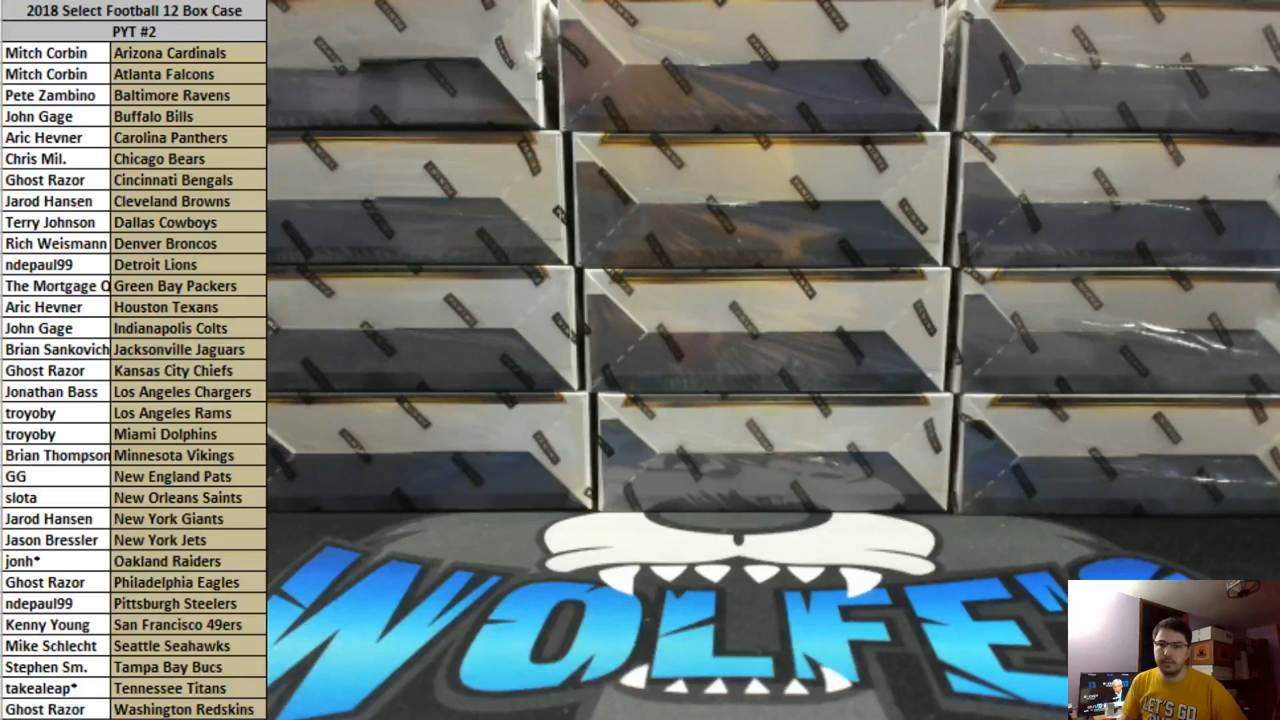 2018 Select Football 12 Box Case
PYT #2
Mitch Corbin Arizona Cardinals
Mitch Corbin Atlanta Falcons
Pete Zambino Baltimore Ravens
John Gage Buffalo Bills
Aric Hevner Carolina Panthers
Chris Mil. Chicago Bears
Ghost Razor Cincinnati Bengals
Jarod Hansen Cleveland Browns
Terry Johnson Dallas Cowboys
Rich Weismann Denver Broncos
ndepaul99 Detroit Lions
The Mortgage Q Green Bay Packers
Aric Hevner Houston Texans
John Gage Indianapolis Colts
Brian Sankovich Jacksonville Jaguars
Ghost Razor Kansas City Chiefs
Jonathan Bass Los Angeles Chargers
troyoby Los Angeles Rams
troyoby Miami Dolphins
Brian Thompson Minnesota Vikings
GG New England Pats
slota New Orleans Saints
Jarod Hansen New York Giants
Jason Bressler New York Jets
jonh* Oakland Raiders
Ghost Razor Philadelphia Eagles
ndepaul99 Pittsburgh Steelers
Kenny Young San Francisco 49ers
Mike Schlecht Seattle Seahawks
Stephen Sm. Tampa Bay Bucs
takealeap* Tennessee Titans
Ghost Razor Washington Redskins
WOLFE'S
LET'S GO